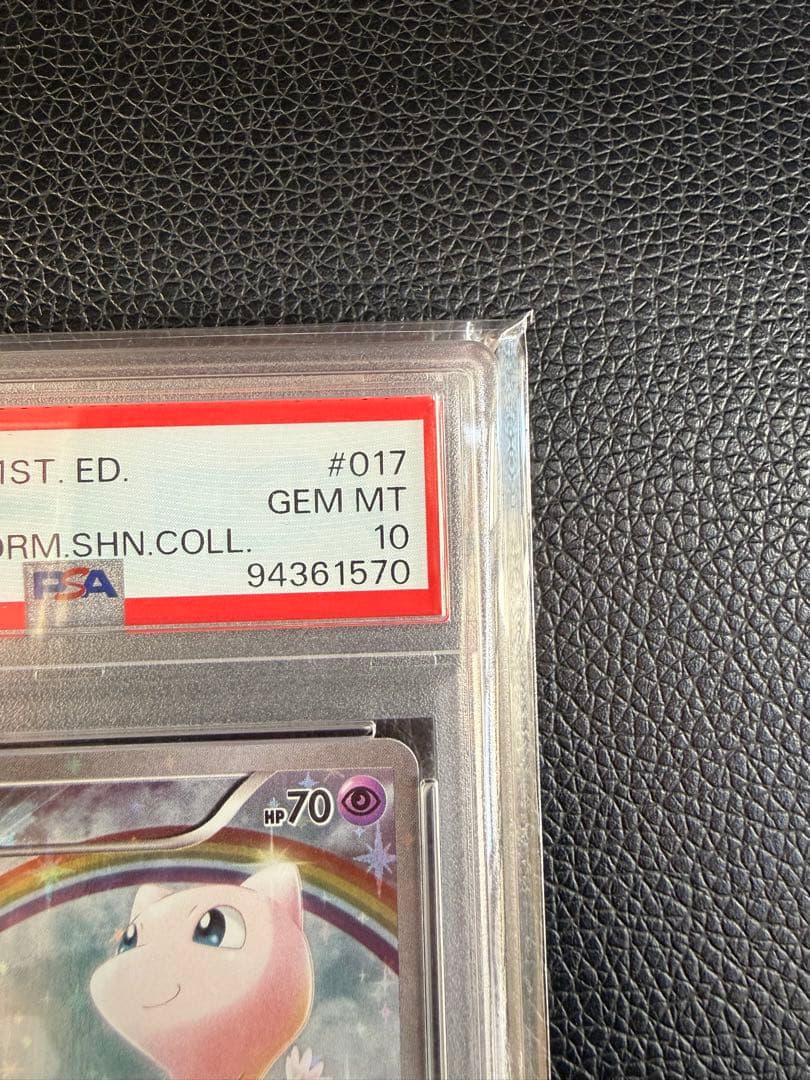 1ST. ED.
#017
GEM MT
ORM.SHN.COLL.
10
PSA
94361570
HP70